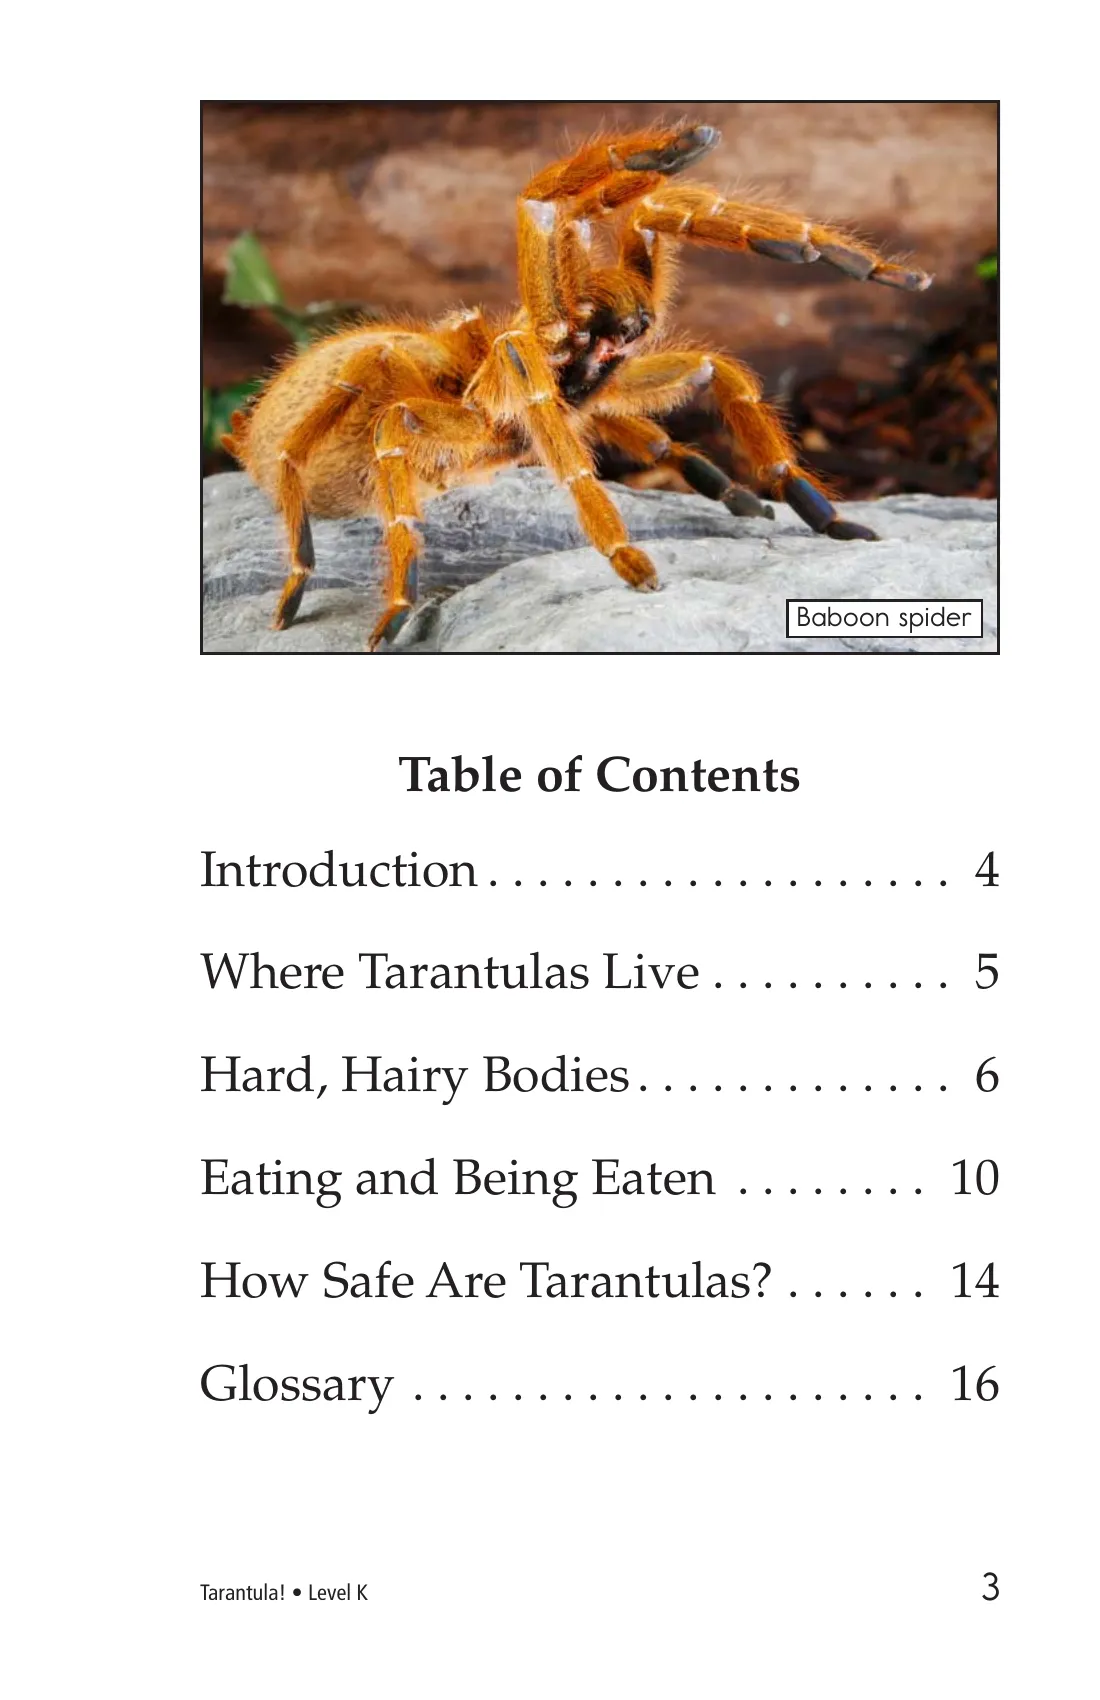 Baboon spider
Table of Contents
Introduction . . . . . . . . . . . . . . . . . . . 4
Where Tarantulas Live . . . . . . . . . . 5
Hard, Hairy Bodies . . . . . . . . . . . . . 6
Eating and Being Eaten . . . . . . . . 10
How Safe Are Tarantulas? . . . . . . 14
Glossary . . . . . . . . . . . . . . . . . . . . . 16
Tarantula! • Level K 3